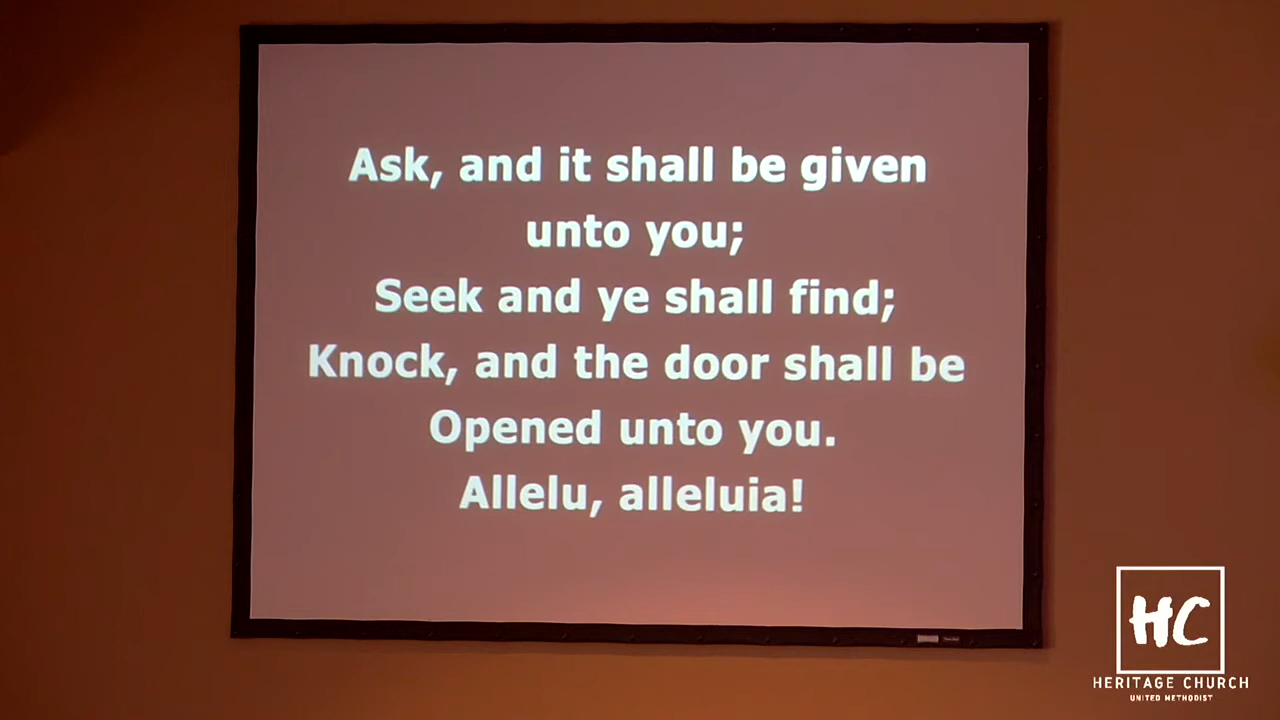 Ask, and it shall be given
unto you;
Seek and ye shall find;
Knock, and the door shall be
Opened unto you.
Allelu, alleluia!
HC
HERITAGE CHURCH
UNITED METHODIST